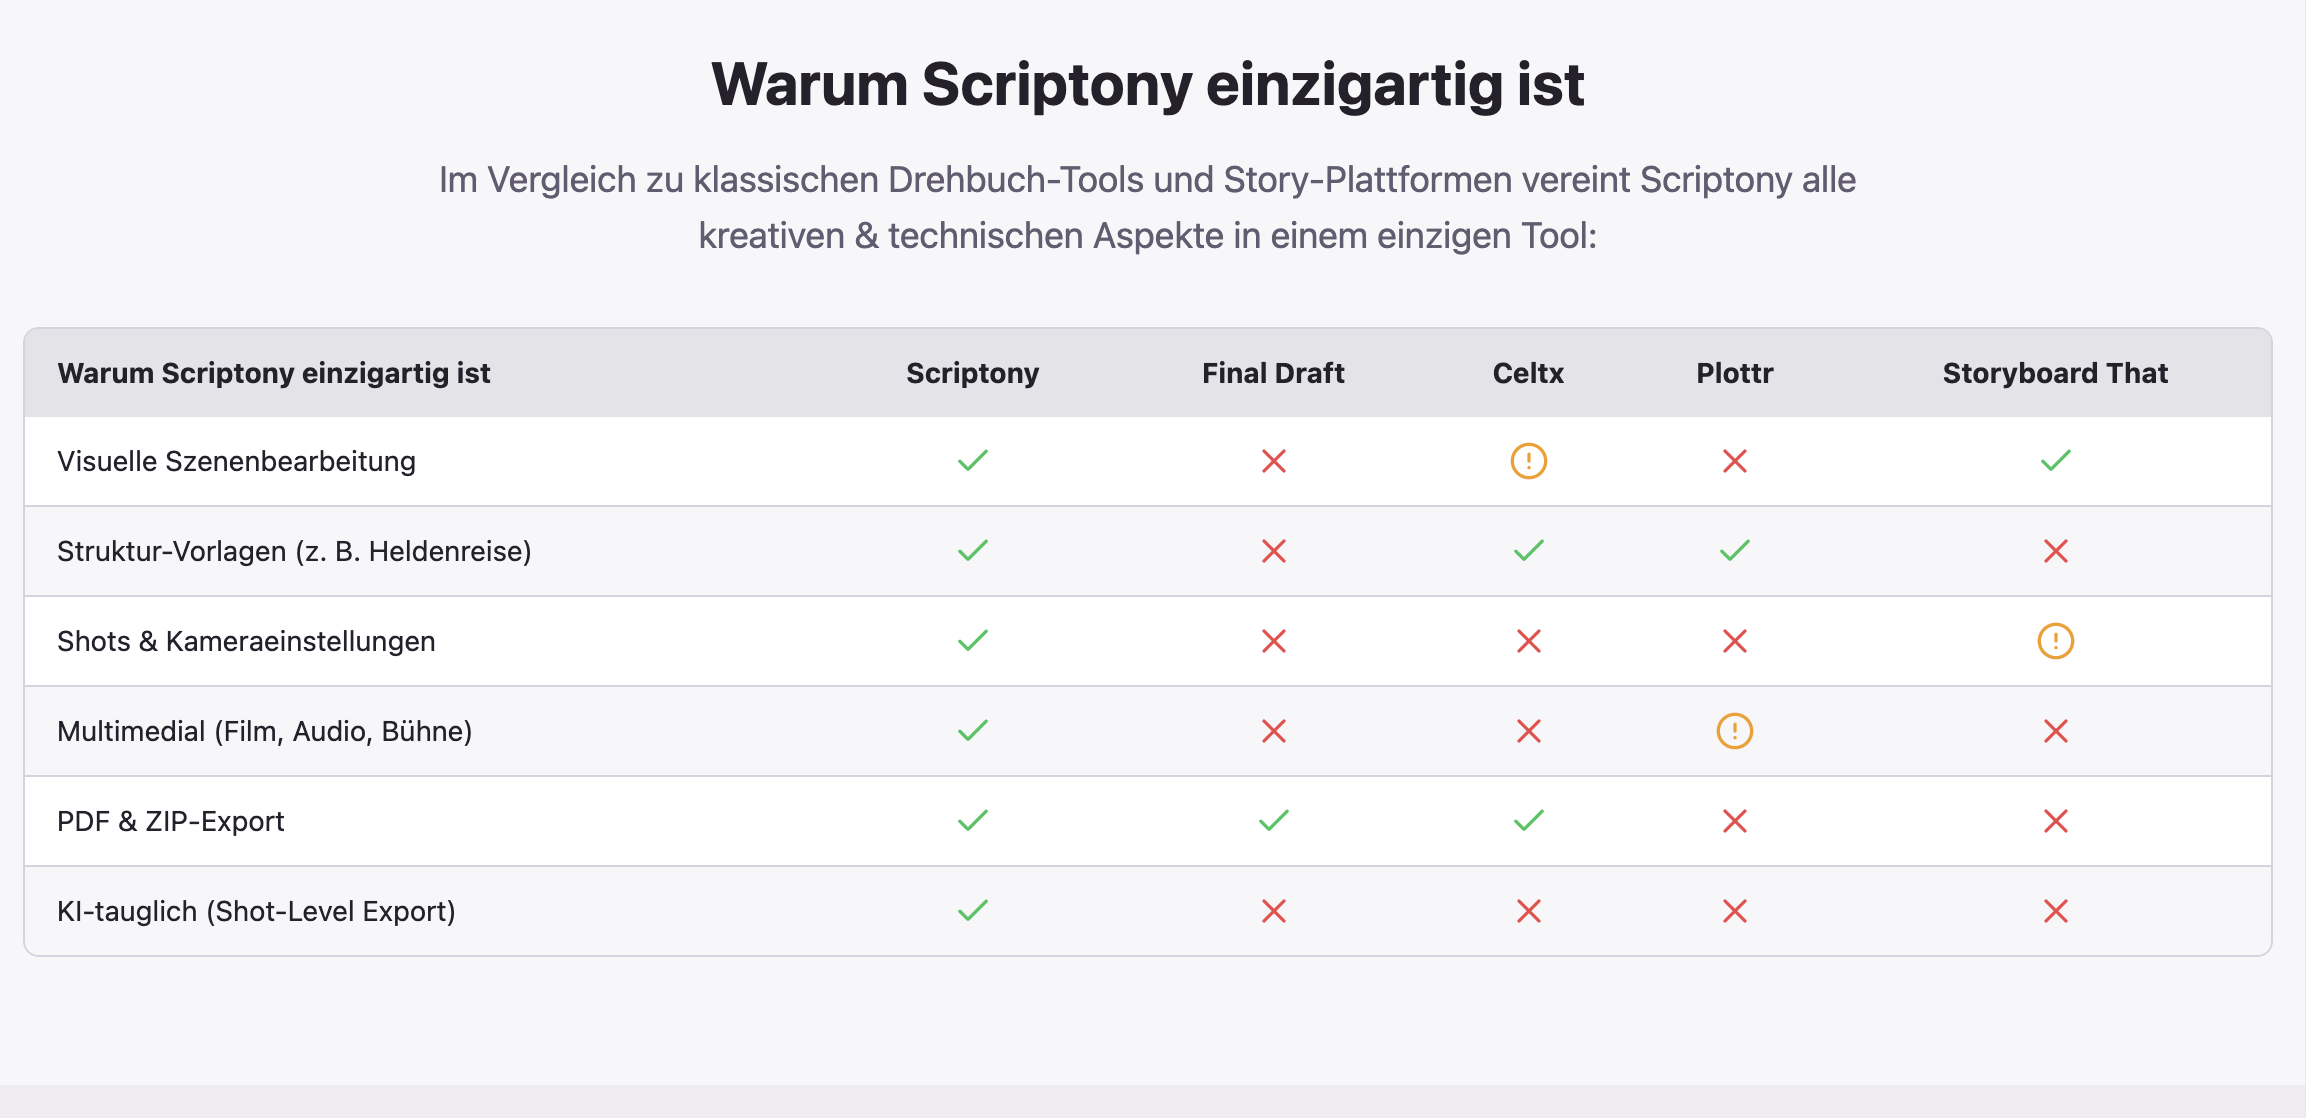 Warum Scriptony einzigartig ist
Im Vergleich zu klassischen Drehbuch-Tools und Story-Plattformen vereint Scriptony alle
kreativen & technischen Aspekte in einem einzigen Tool:
Warum Scriptony einzigartig ist Scriptony Final Draft Celtx Plottr Storyboard That
Visuelle Szenenbearbeitung
Struktur-Vorlagen (z. B. Heldenreise)
Shots & Kameraeinstellungen
Multimedial (Film, Audio, Bühne)
PDF & ZIP-Export
KI-tauglich (Shot-Level Export)